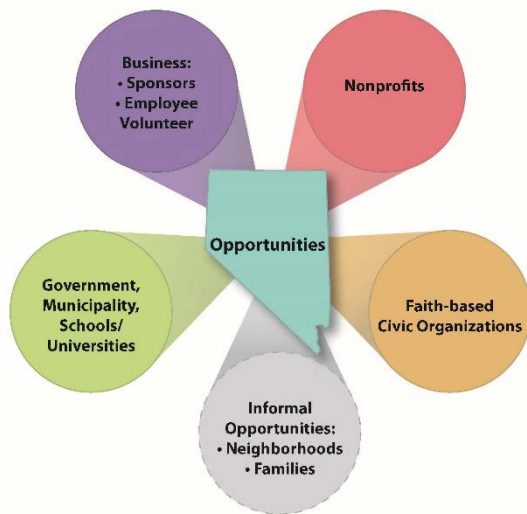 Business:
• Sponsors
• Employee
Volunteer
Nonprofits
Opportunities
Government,
Municipality,
Schools/
Universities
Faith-based
Civic Organizations
Informal
Opportunities:
• Neighborhoods
• Families